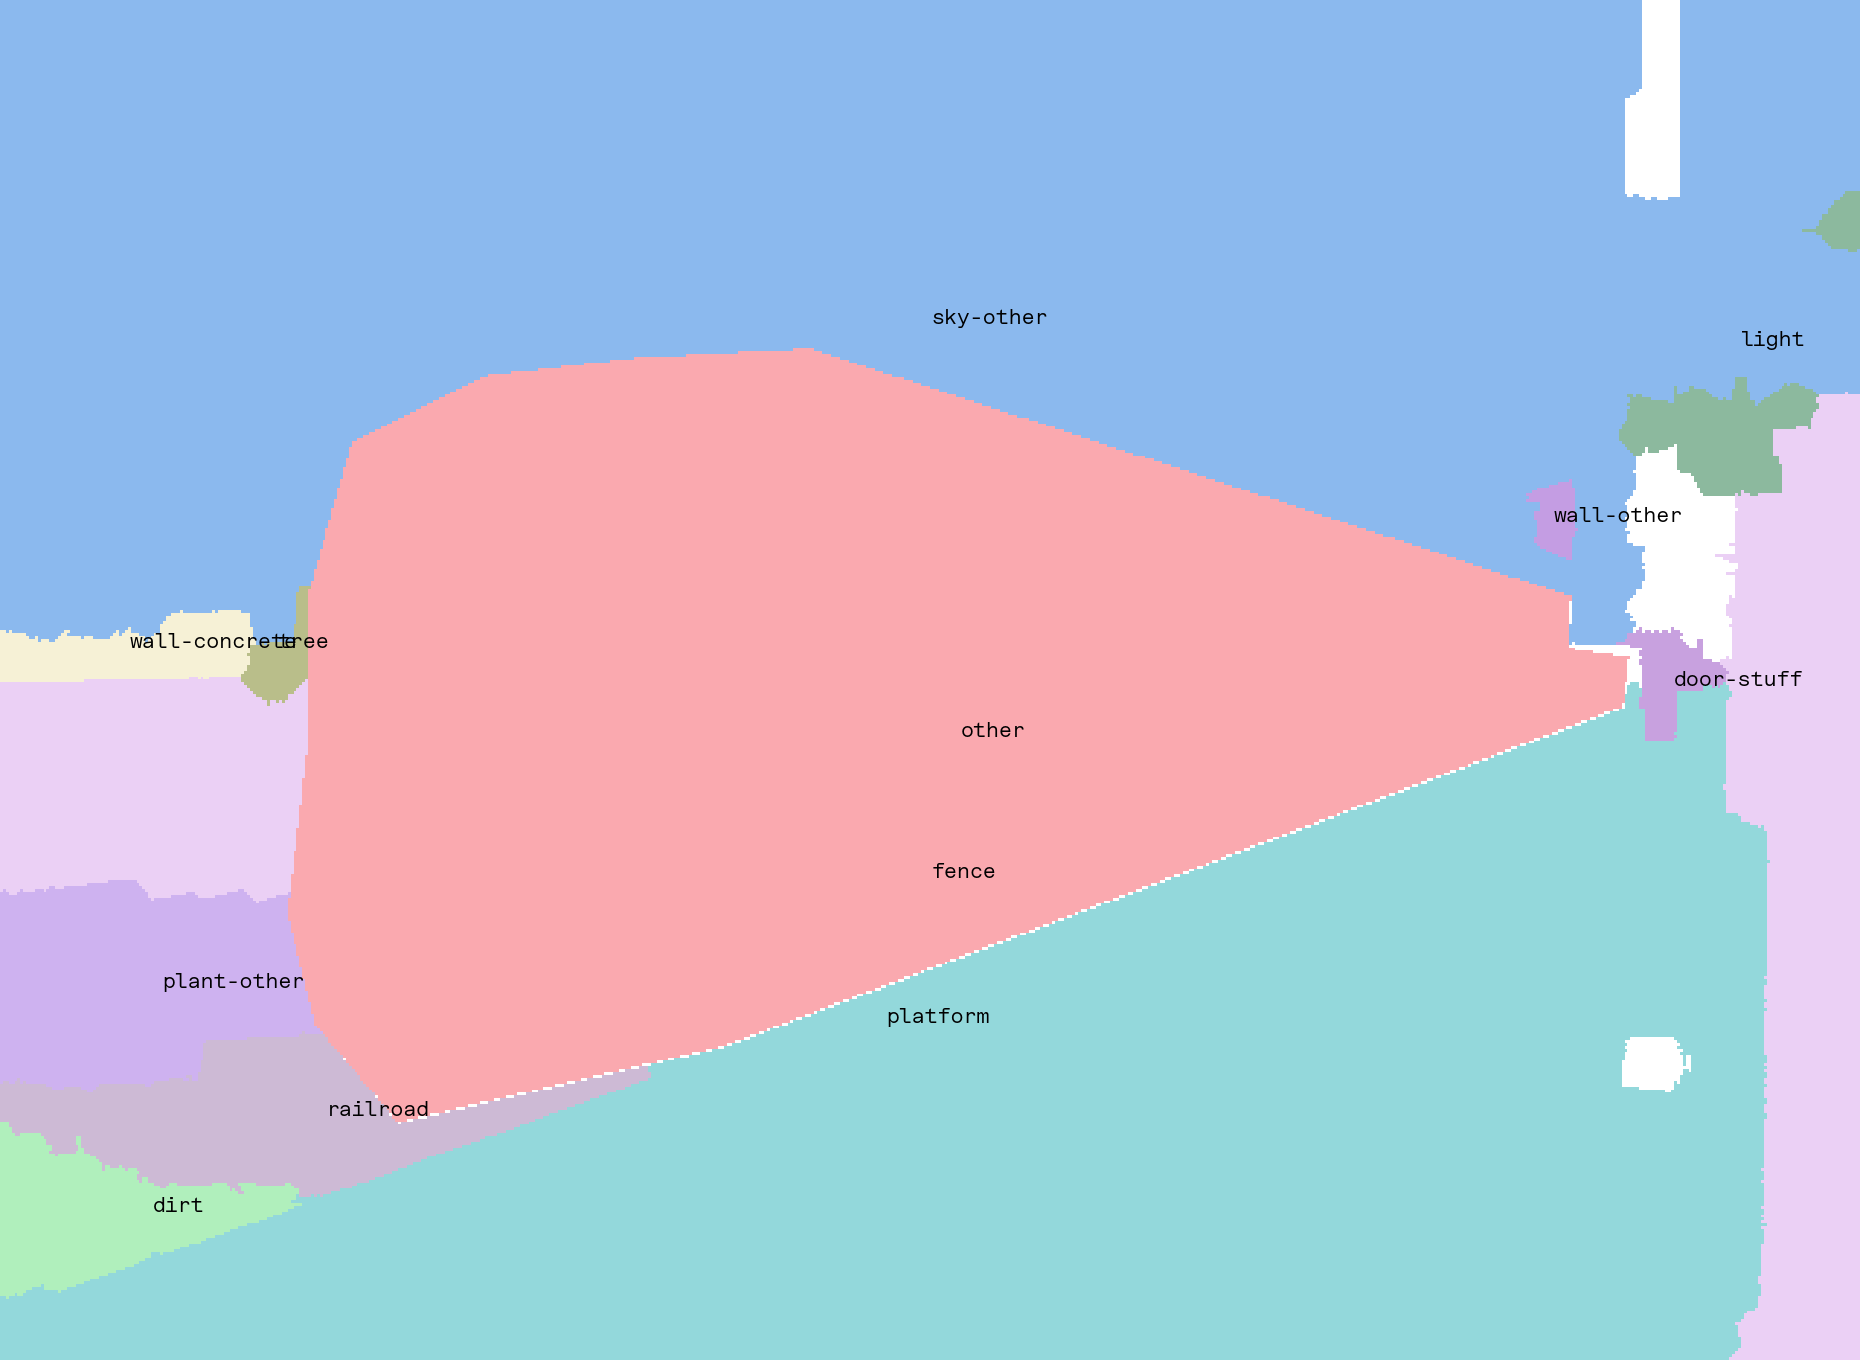 sky-other
light
wall-other
wall-concrete
tree
door-stuff
other
fence
plant-other
platform
railroad
dirt